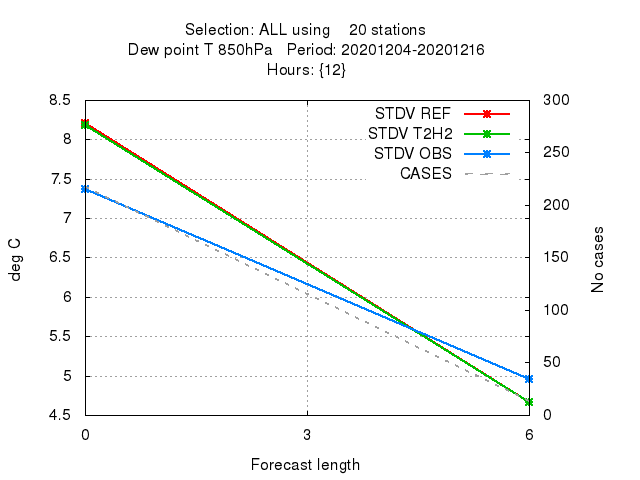 Selection: ALL using    20 stations
Dew point T 850hPa   Period: 20201204-20201216
Hours: {12}
STDV REF
STDV T2H2
STDV OBS
CASES
8.5
8
7.5
7
6.5
6
5.5
5
4.5
300
250
200
150
100
50
0
deg C
No cases
0
3
6
Forecast length